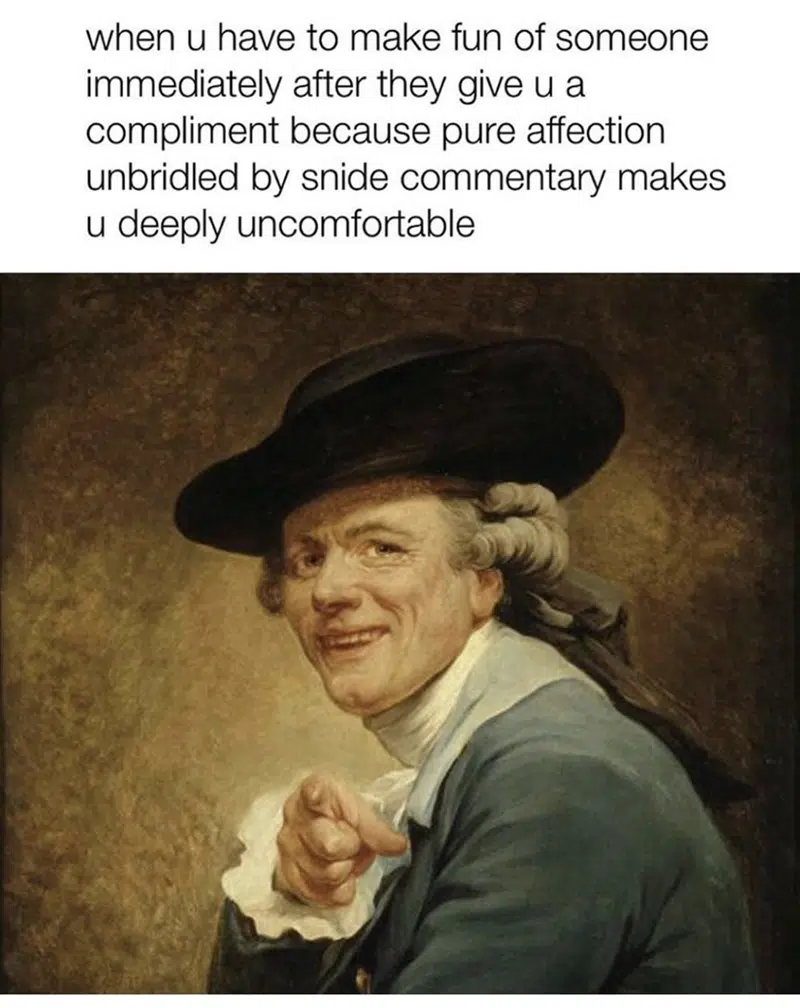 when u have to make fun of someone
immediately after they give u a
compliment because pure affection
unbridled by snide commentary makes
u deeply uncomfortable